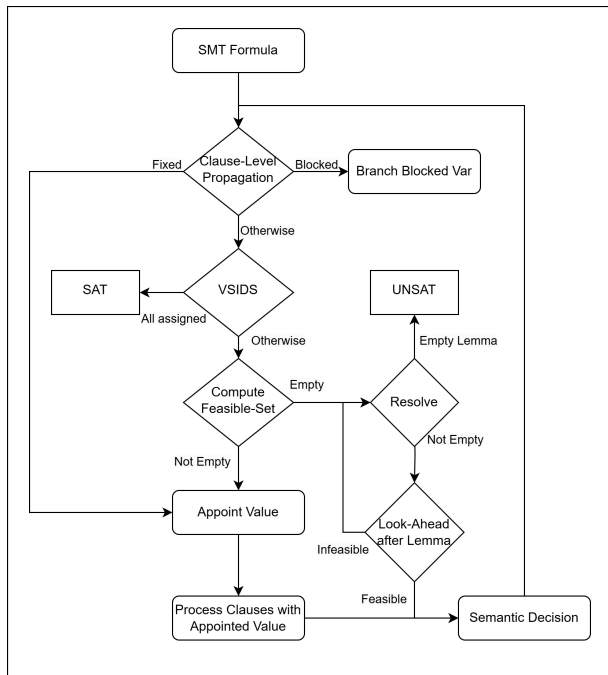 SMT Formula
Fixed
Clause-Level
Propagation
Blocked
Branch Blocked Var
Otherwise
SAT
VSIDS
UNSAT
All assigned
Otherwise
Empty Lemma
Compute
Feasible-Set
Empty
Resolve
Not Empty
Not Empty
Appoint Value
Look-Ahead
after Lemma
Infeasible
Feasible
Process Clauses with
Appointed Value
Semantic Decision